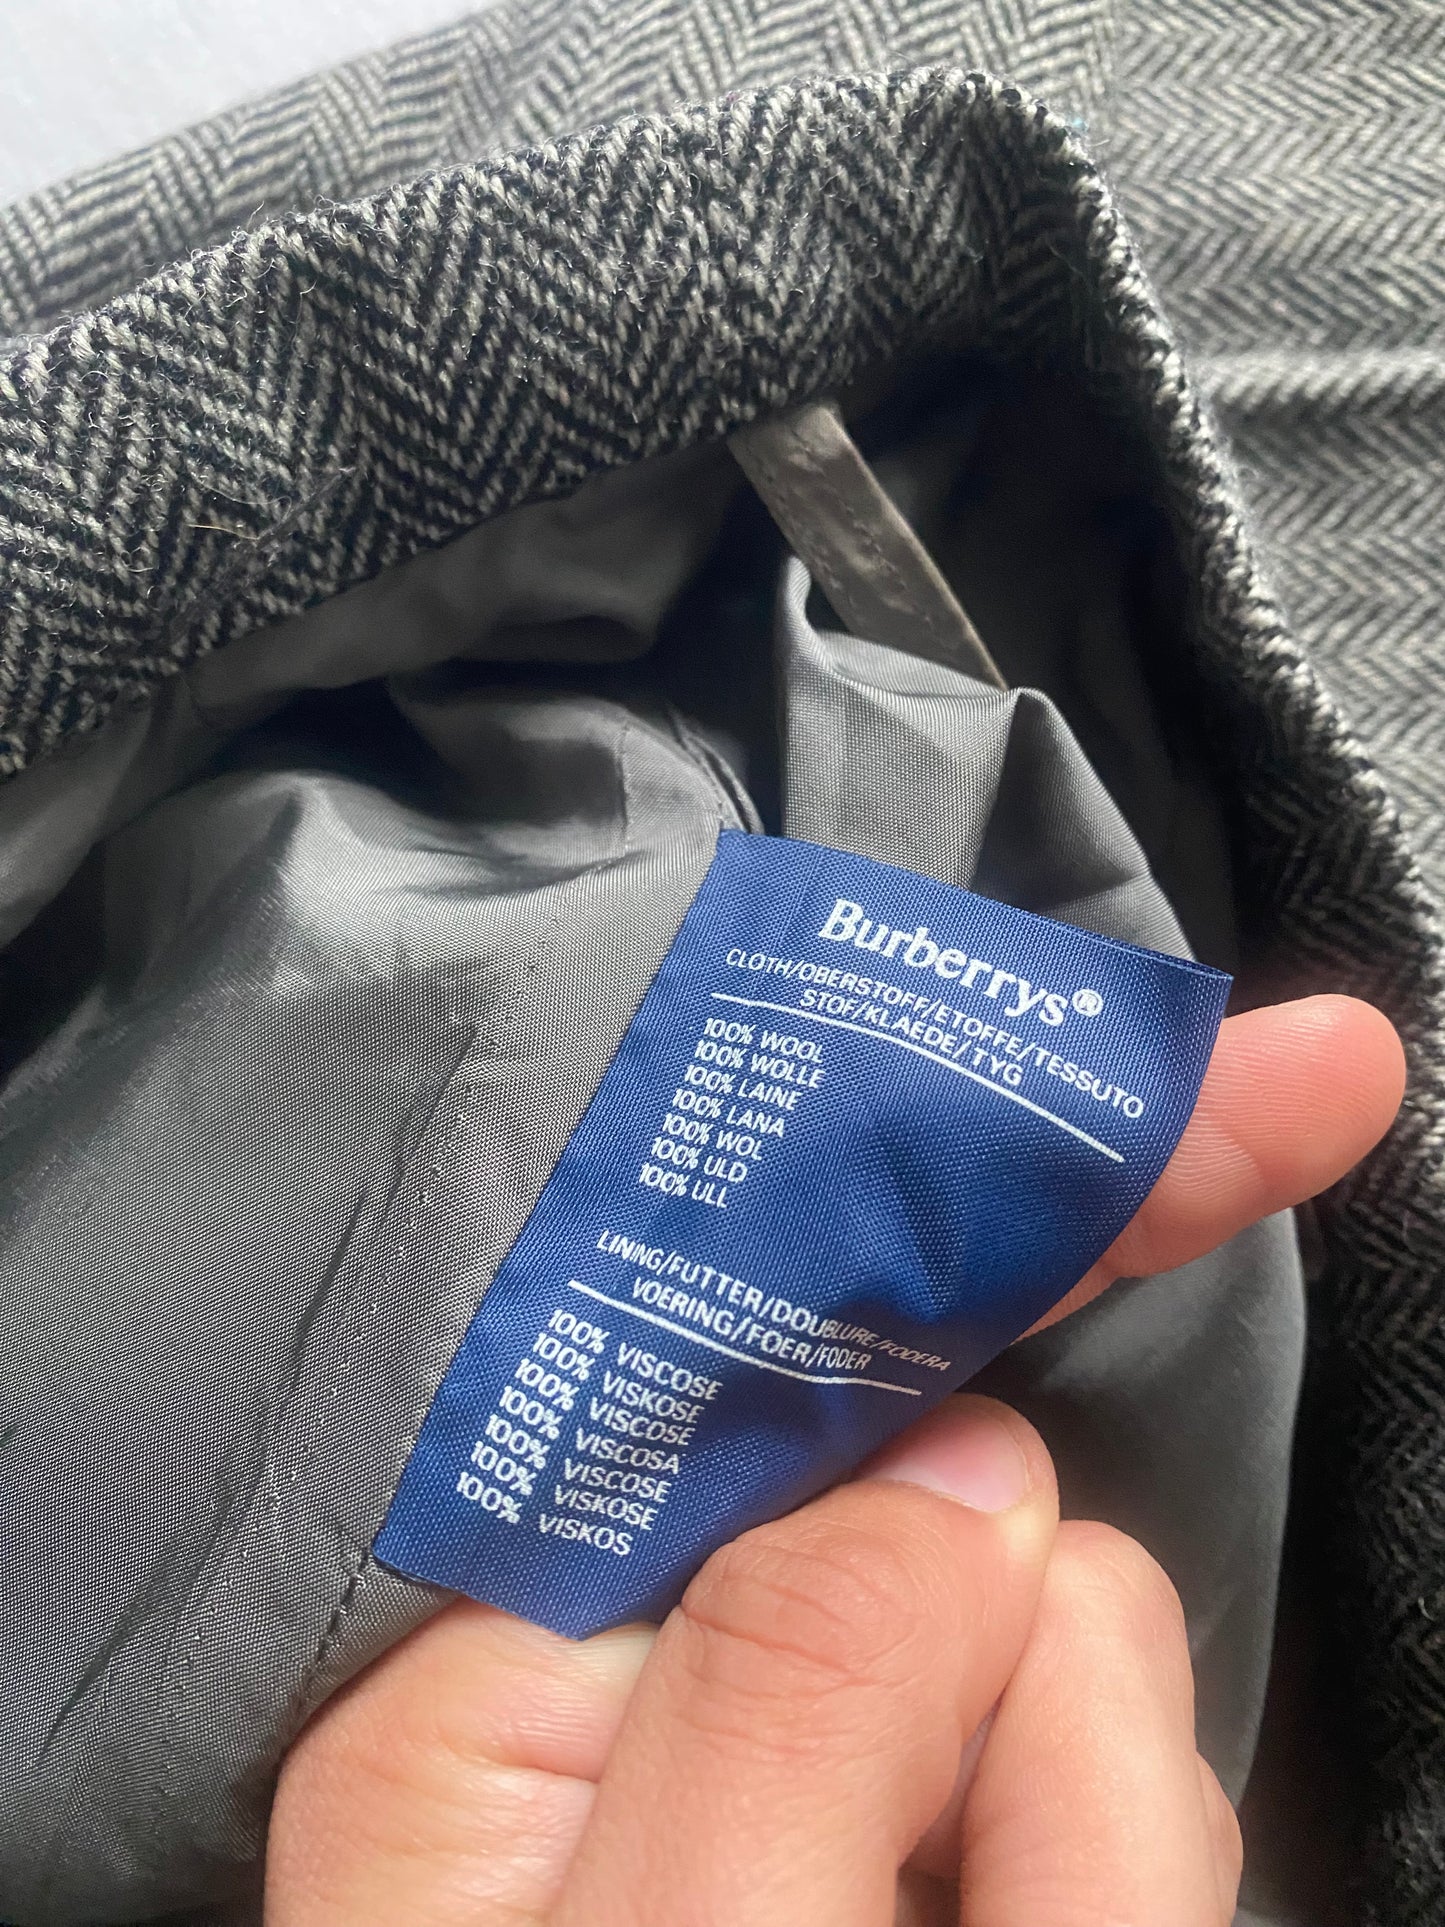 Burberrys®
CLOTH/OBERSTOFF/ETOFFE/TESSUTO
STOF/KLAEDE/TYG
100% WOOL
100% WOLLE
100% LAINE
100% LANA
100% WOL
100% ULD
100% ULL
LINING/FUTTER/DOUBLURE/FODERA
VOERING/FOER/FODER
100% VISCOSE
100% VISKOSE
100% VISCOSE
100% VISCOSA
100% VISCOSE
100% VISKOSE
100% VISKOS